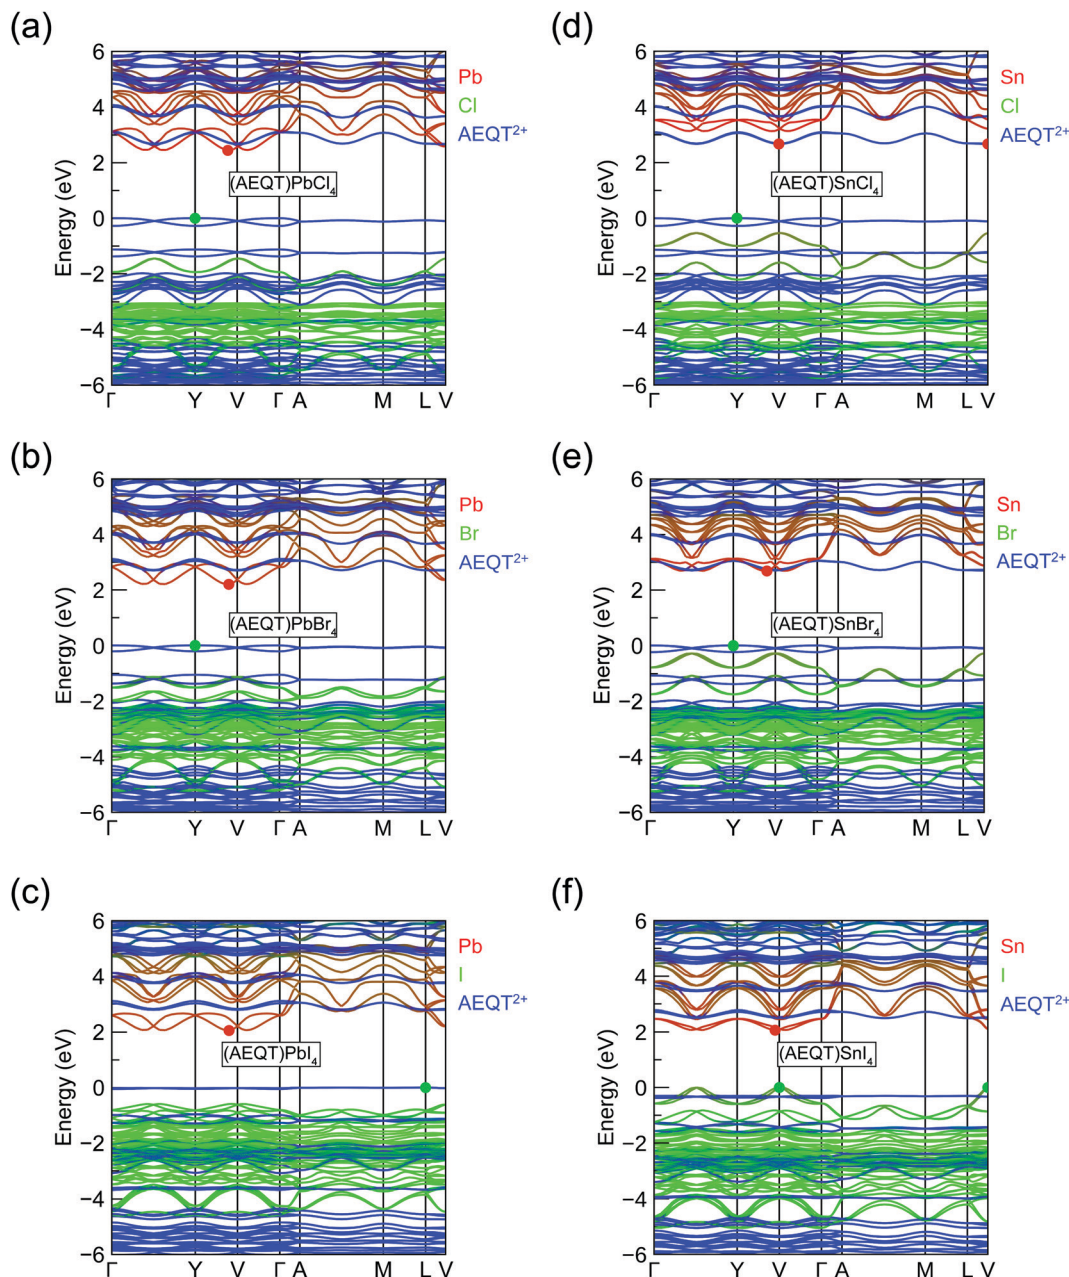 (a)
6
4
2
0
−2
−4
−6
Energy (eV)
Γ Y V Γ A M L V
Pb
Cl
AEQT²⁺
(AEQT)PbCl₄
(d)
6
4
2
0
−2
−4
−6
Energy (eV)
Γ Y V Γ A M L V
Sn
Cl
AEQT²⁺
(AEQT)SnCl₄
(b)
6
4
2
0
−2
−4
−6
Energy (eV)
Γ Y V Γ A M L V
Pb
Br
AEQT²⁺
(AEQT)PbBr₄
(e)
6
4
2
0
−2
−4
−6
Energy (eV)
Γ Y V Γ A M L V
Sn
Br
AEQT²⁺
(AEQT)SnBr₄
(c)
6
4
2
0
−2
−4
−6
Energy (eV)
Γ Y V Γ A M L V
Pb
I
AEQT²⁺
(AEQT)PbI₄
(f)
6
4
2
0
−2
−4
−6
Energy (eV)
Γ Y V Γ A M L V
Sn
I
AEQT²⁺
(AEQT)SnI₄